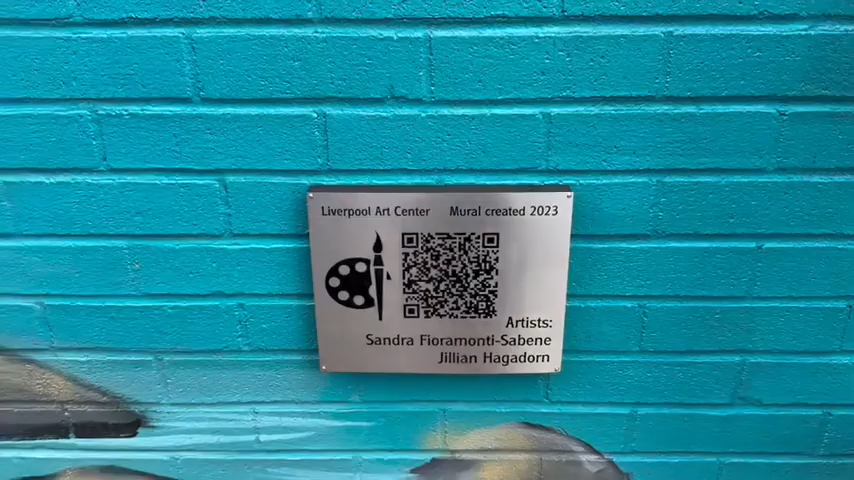 Liverpool Art Center Mural created 2023
Artists:
Sandra Fioramonti-Sabene
Jillian Hagadorn